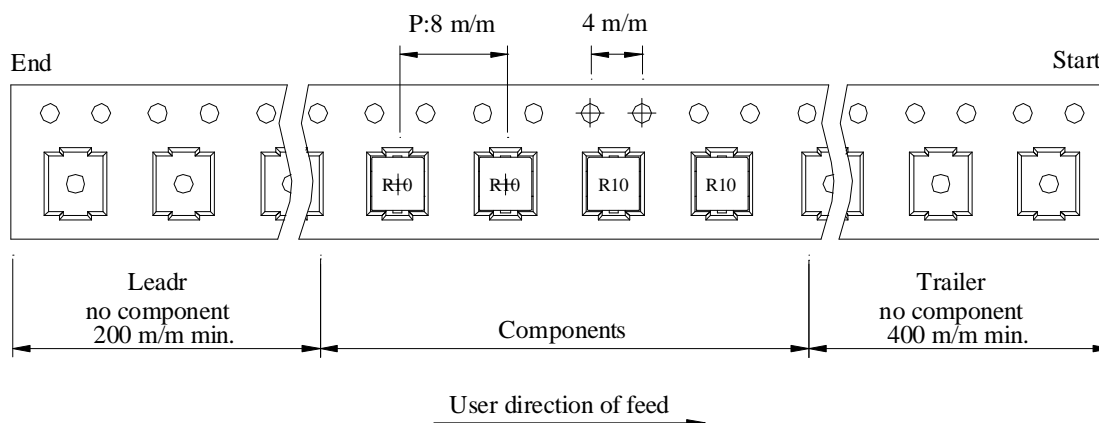 P:8 m/m
4 m/m
End
Start
R10
R10
R10
R10
Leadr
no component
200 m/m min.
Components
Trailer
no component
400 m/m min.
User direction of feed